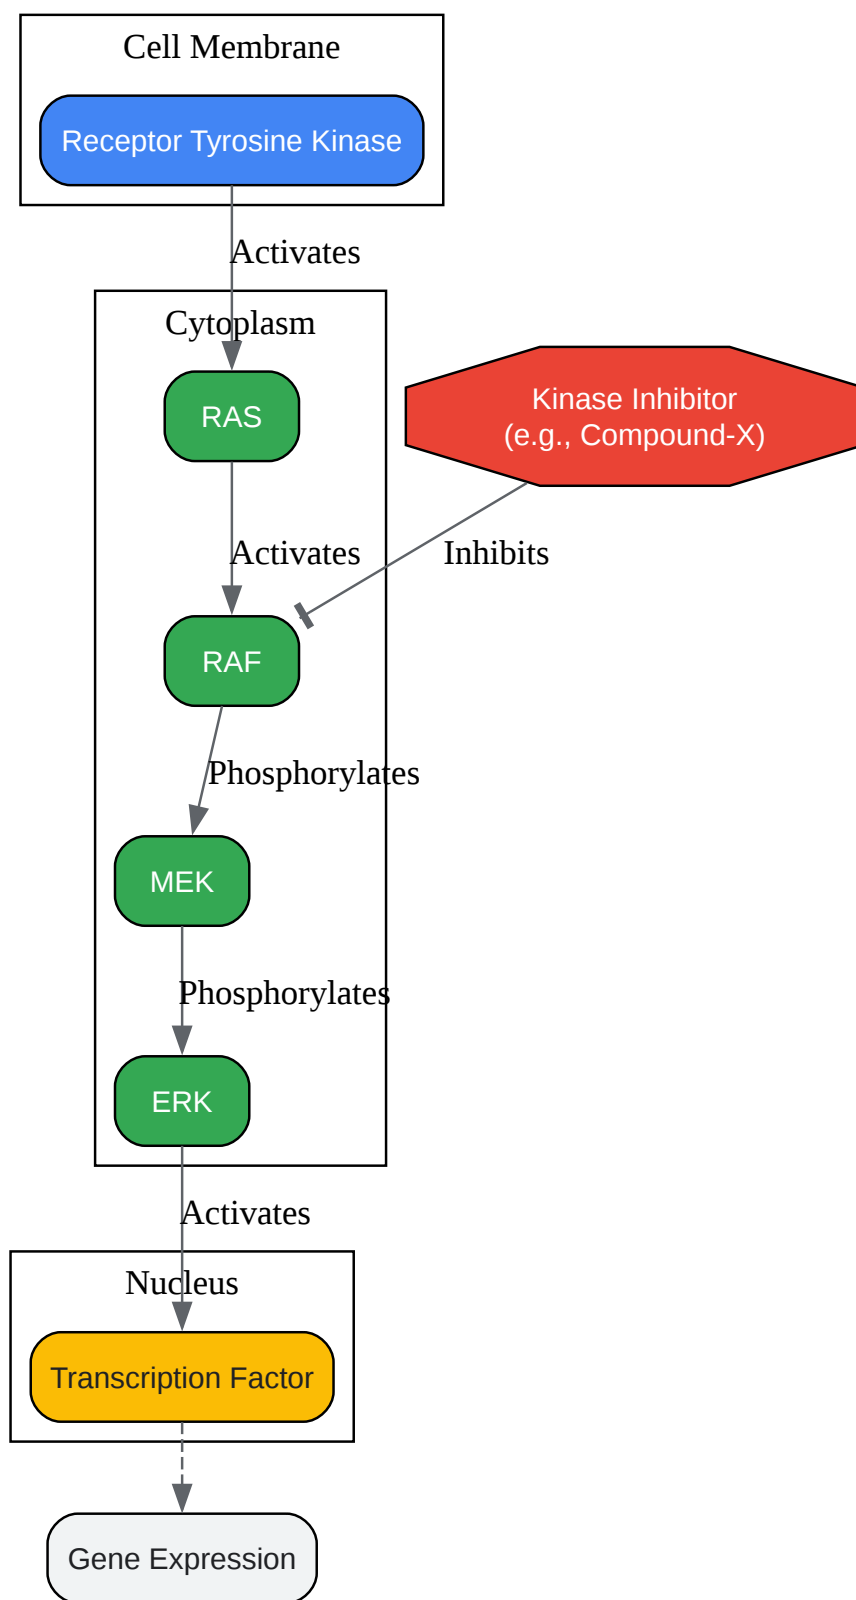 Cell Membrane
Receptor Tyrosine Kinase
Activates
Cytoplasm
RAS
Kinase Inhibitor
(e.g., Compound-X)
Activates
Inhibits
RAF
Phosphorylates
MEK
Phosphorylates
ERK
Activates
Nucleus
Transcription Factor
Gene Expression